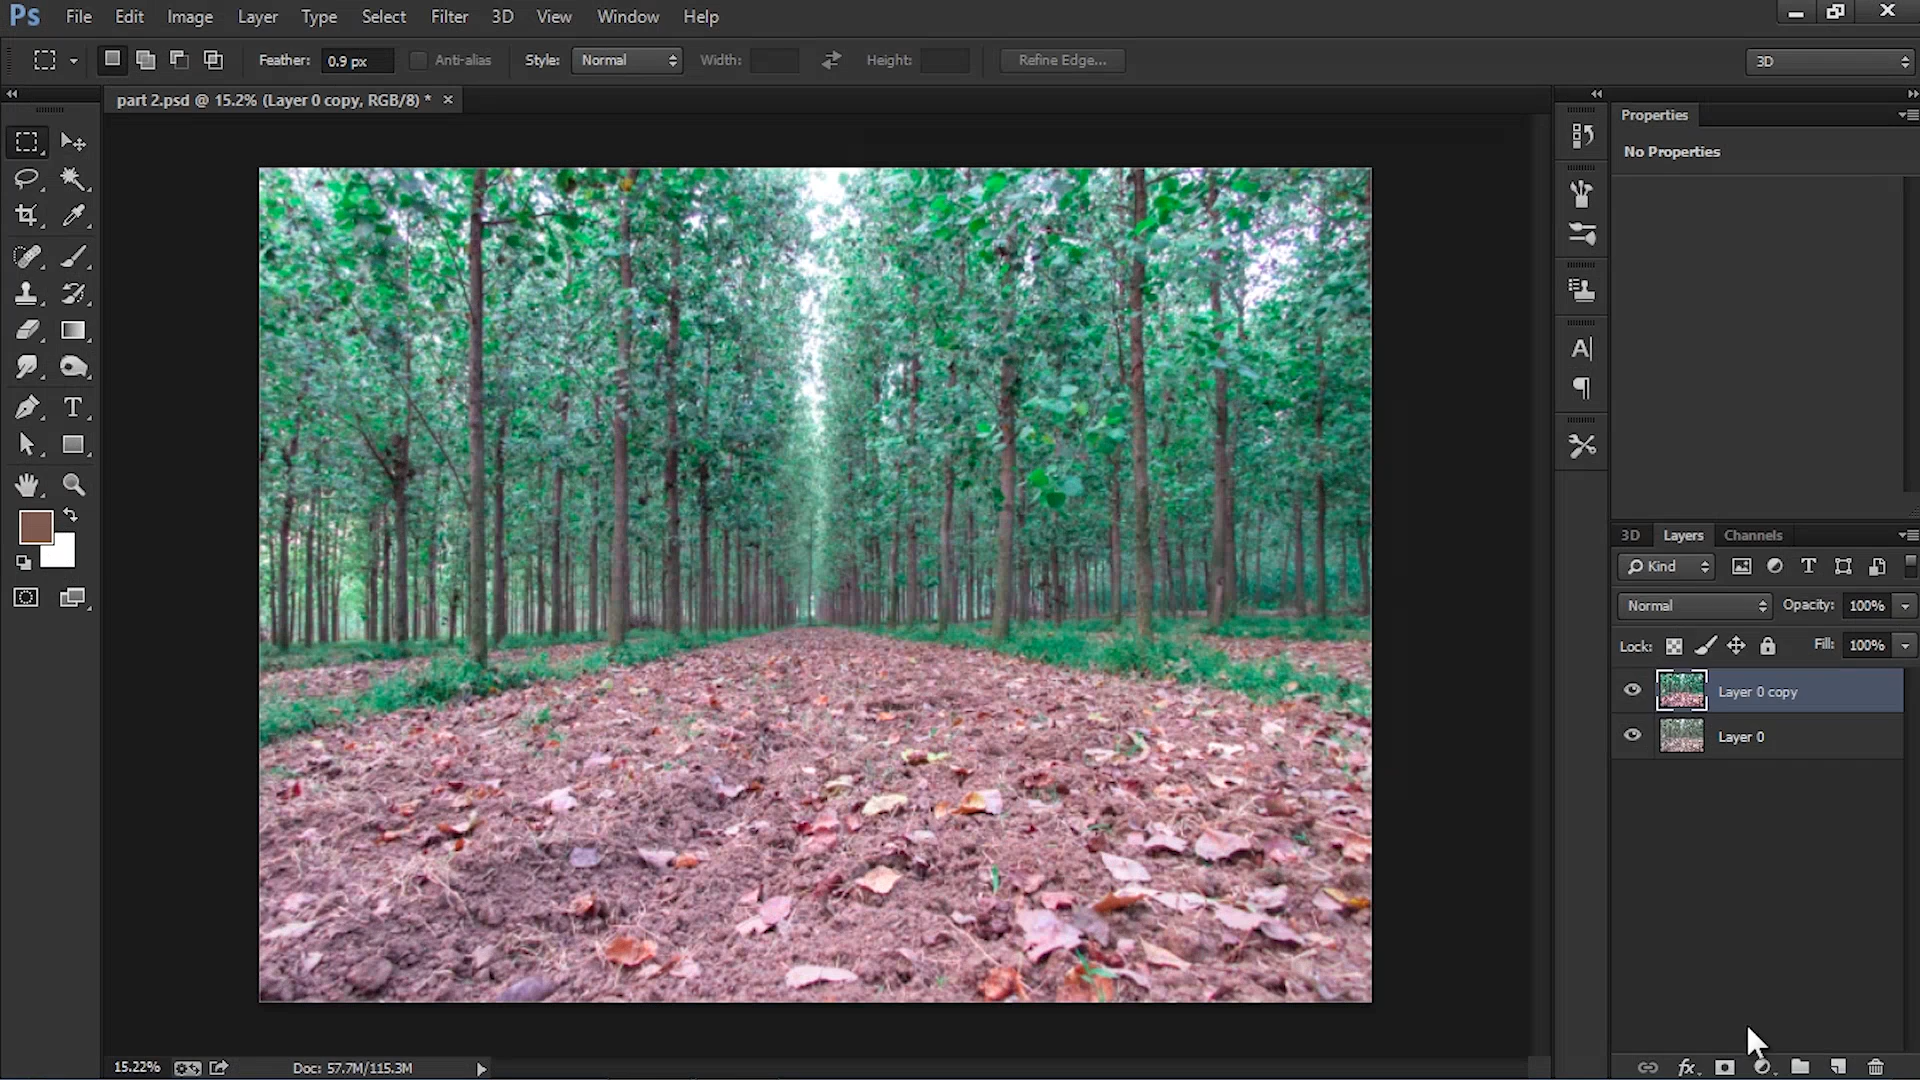 Ps File Edit Image Layer Type Select Filter 3D View Window Help
Feather: 0.9 px Anti-alias Style: Normal Width: Height: Refine Edge... 3D
part 2.psd @ 15.2% (Layer 0 copy, RGB/8) * ×
Properties
No Properties
3D Layers Channels
Kind
Normal Opacity: 100%
Lock: Fill: 100%
Layer 0 copy
Layer 0
15.22% Doc: 57.7M/115.3M
fx